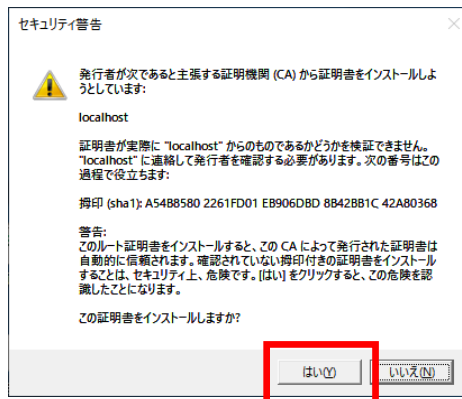 セキュリティ警告
発行者が次であると主張する証明機関 (CA) から証明書をインストールしよ
うとしています:
localhost
証明書が実際に "localhost" からのものであるかどうかを検証できません。
"localhost" に連絡して発行者を確認する必要があります。次の番号はこの
過程で役立ちます:
拇印 (sha1): A54B8580 2261FD01 EB906DBD 8B42BB1C 42A80368
警告:
このルート証明書をインストールすると、この CA によって発行された証明書は
自動的に信頼されます。確認されていない拇印付きの証明書をインストール
することは、セキュリティ上、危険です。[はい] をクリックすると、この危険を認
識したことになります。
この証明書をインストールしますか?
はい(Y)
いいえ(N)